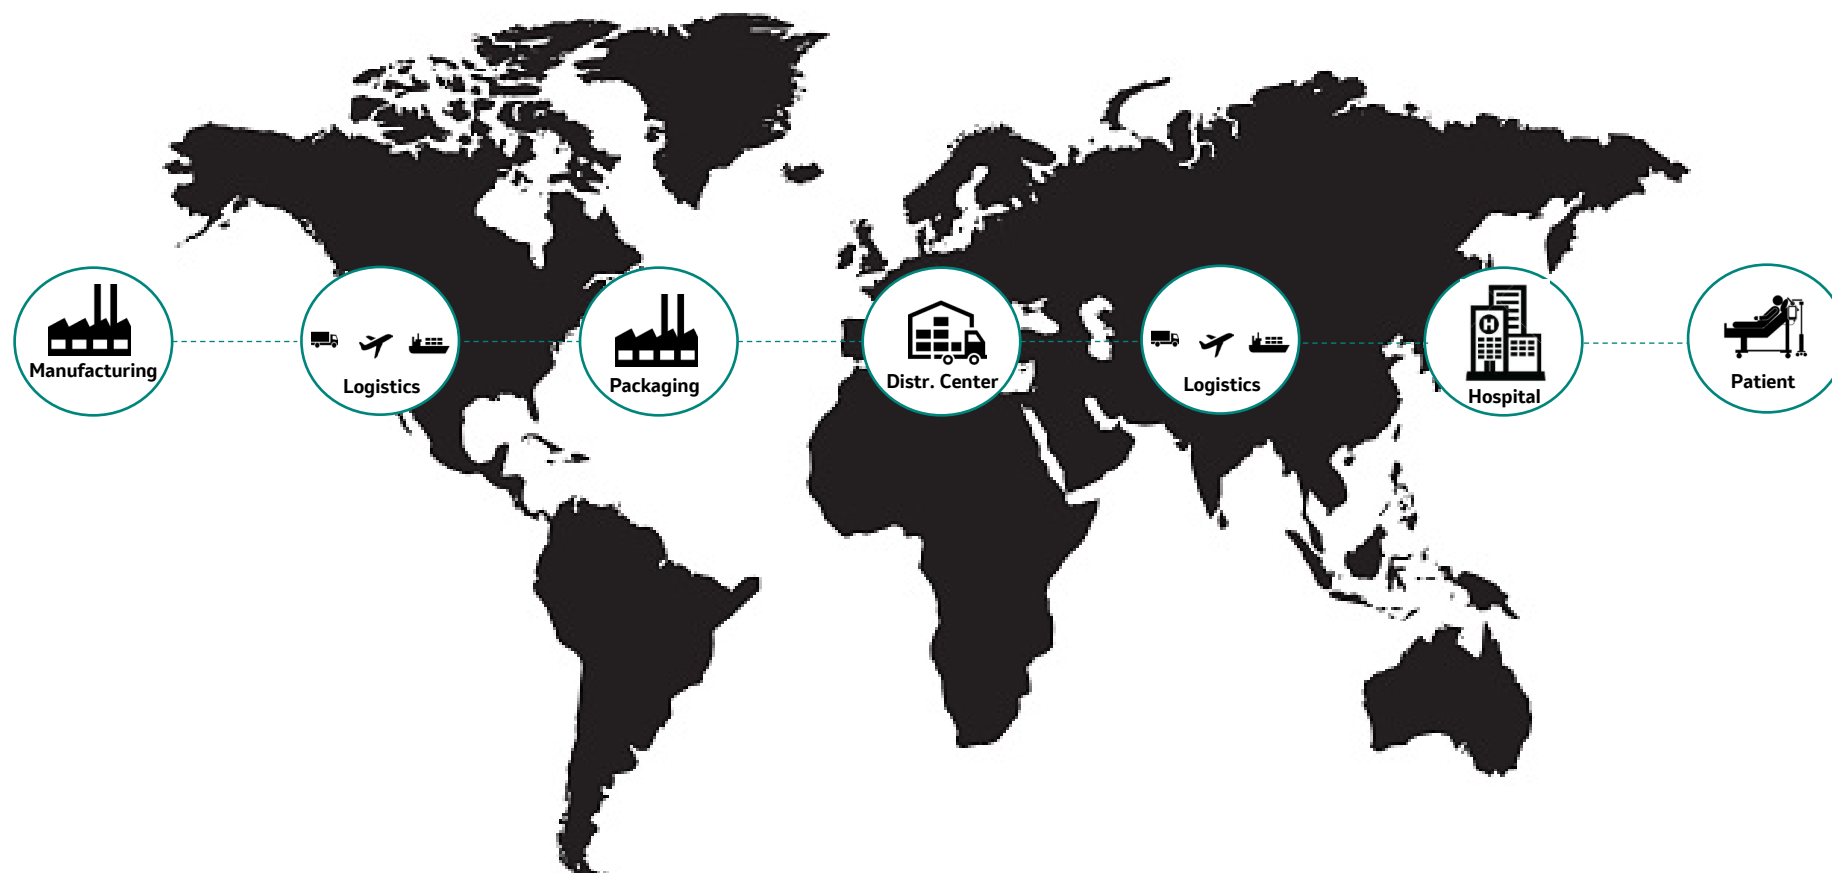 Manufacturing
Logistics
Packaging
Distr. Center
Logistics
H
Hospital
Patient